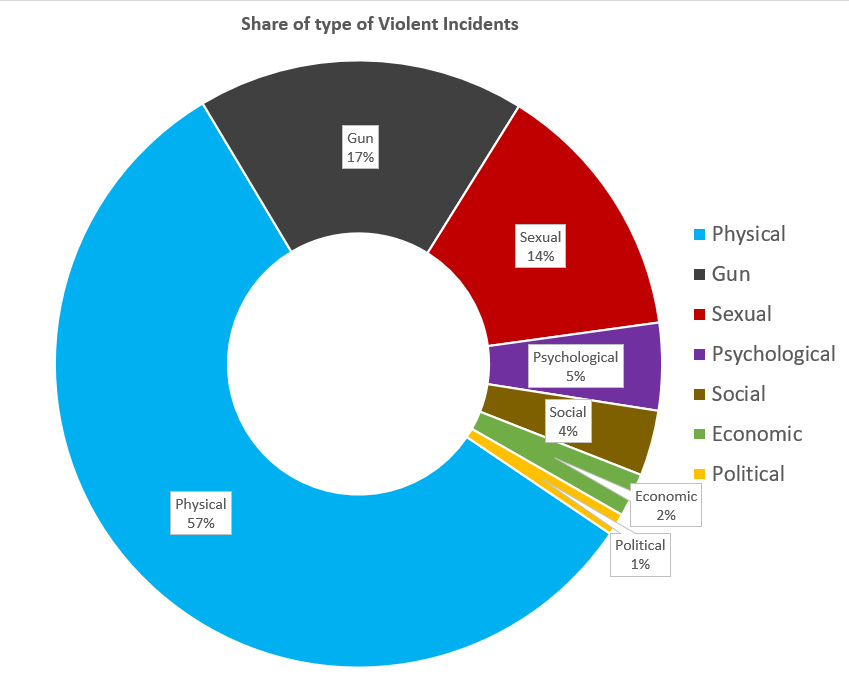 Share of type of Violent Incidents
Gun
17%
Sexual
14%
Psychological
5%
Social
4%
Economic
2%
Political
1%
Physical
57%
Physical
Gun
Sexual
Psychological
Social
Economic
Political